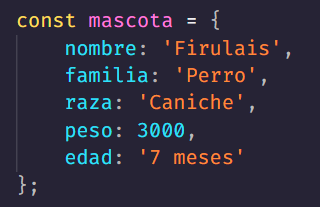 const mascota = {
    nombre: 'Firulais',
    familia: 'Perro',
    raza: 'Caniche',
    peso: 3000,
    edad: '7 meses'
};